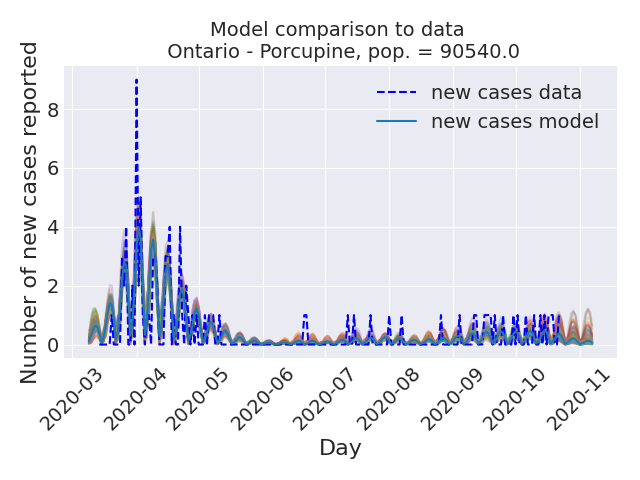 Model comparison to data
Ontario - Porcupine, pop. = 90540.0
Number of new cases reported
8
6
4
2
0
new cases data
new cases model
2020-03
2020-04
2020-05
2020-06
2020-07
2020-08
2020-09
2020-10
2020-11
Day